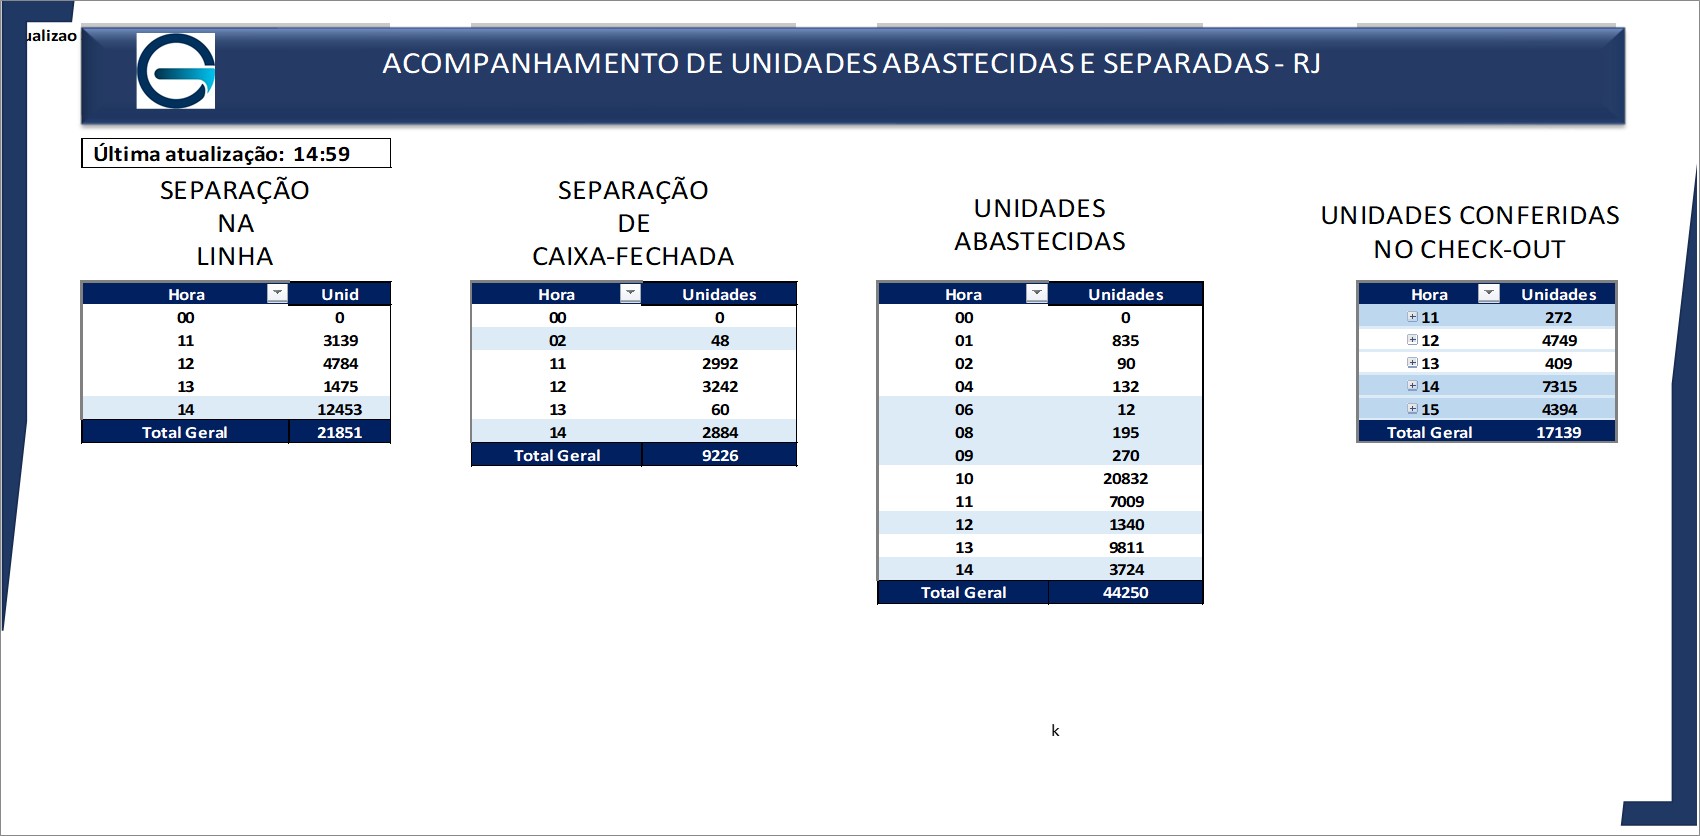 ualizao
ACOMPANHAMENTO DE UNIDADES ABASTECIDAS E SEPARADAS - RJ
Última atualização: 14:59
SEPARAÇÃO
NA
LINHA
Hora Unid
00 0
11 3139
12 4784
13 1475
14 12453
Total Geral 21851
SEPARAÇÃO
DE
CAIXA-FECHADA
Hora Unidades
00 0
02 48
11 2992
12 3242
13 60
14 2884
Total Geral 9226
UNIDADES
ABASTECIDAS
Hora Unidades
00 0
01 835
02 90
04 132
06 12
08 195
09 270
10 20832
11 7009
12 1340
13 9811
14 3724
Total Geral 44250
UNIDADES CONFERIDAS
NO CHECK-OUT
Hora Unidades
11 272
12 4749
13 409
14 7315
15 4394
Total Geral 17139
k